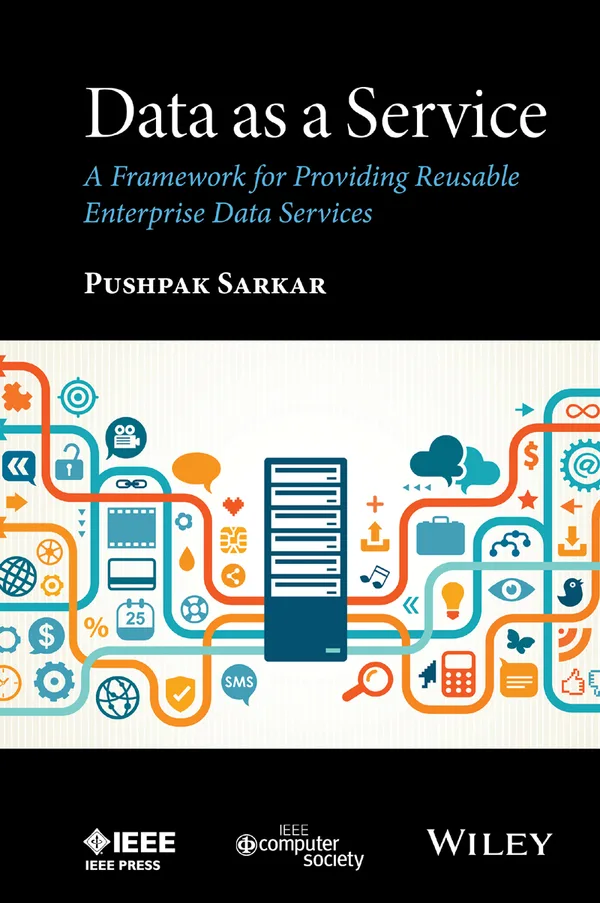 Data as a Service
A Framework for Providing Reusable
Enterprise Data Services
PUSHPAK SARKAR
$
@
$
%
25
SMS
IEEE
IEEE PRESS
IEEE
computer
society
WILEY